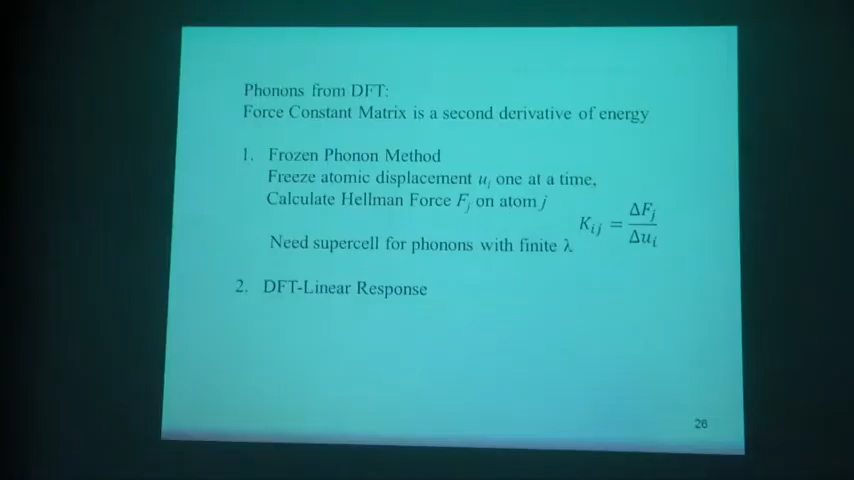 Phonons from DFT:
Force Constant Matrix is a second derivative of energy
1. Frozen Phonon Method
Freeze atomic displacement u_i one at a time,
Calculate Hellman Force F_j on atom j
K_ij = ΔF_j / Δu_i
Need supercell for phonons with finite λ
2. DFT-Linear Response
26